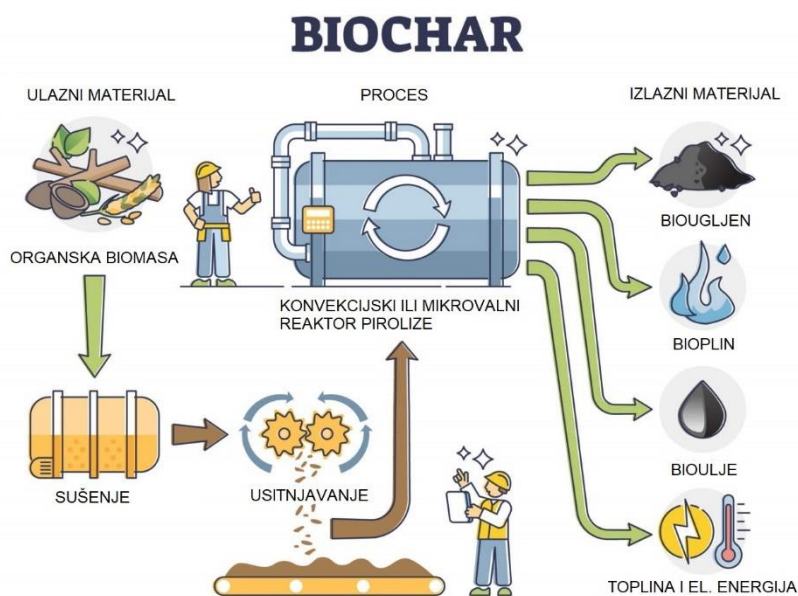 BIOCHAR
ULAZNI MATERIJAL
PROCES
IZLAZNI MATERIJAL
ORGANSKA BIOMASA
KONVEKCIJSKI ILI MIKROVALNI
REAKTOR PIROLIZE
BIOUGLJEN
BIOPLIN
SUŠENJE
USITNJAVANJE
BIOULJE
TOPLINA I EL. ENERGIJA